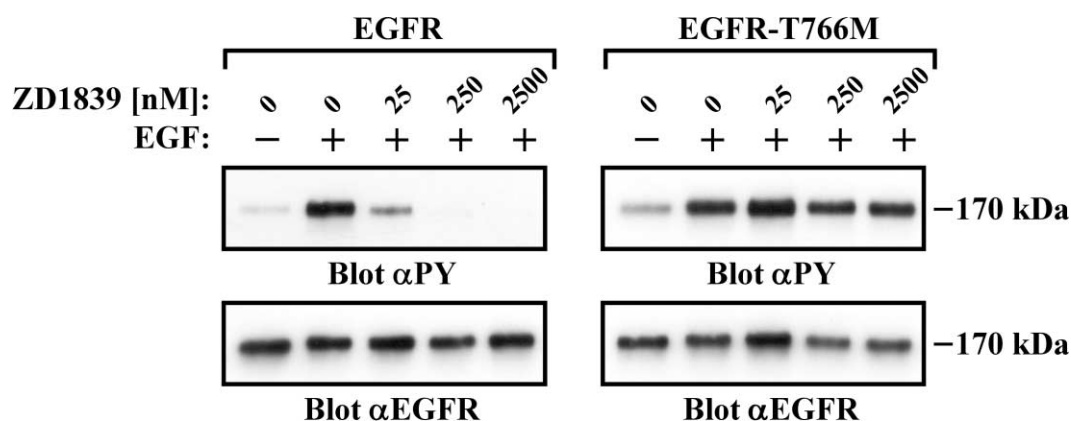 EGFR EGFR-T766M
ZD1839 [nM]: 0 0 25 250 2500 0 0 25 250 2500
EGF: − + + + + − + + + +
−170 kDa
Blot αPY Blot αPY
−170 kDa
Blot αEGFR Blot αEGFR